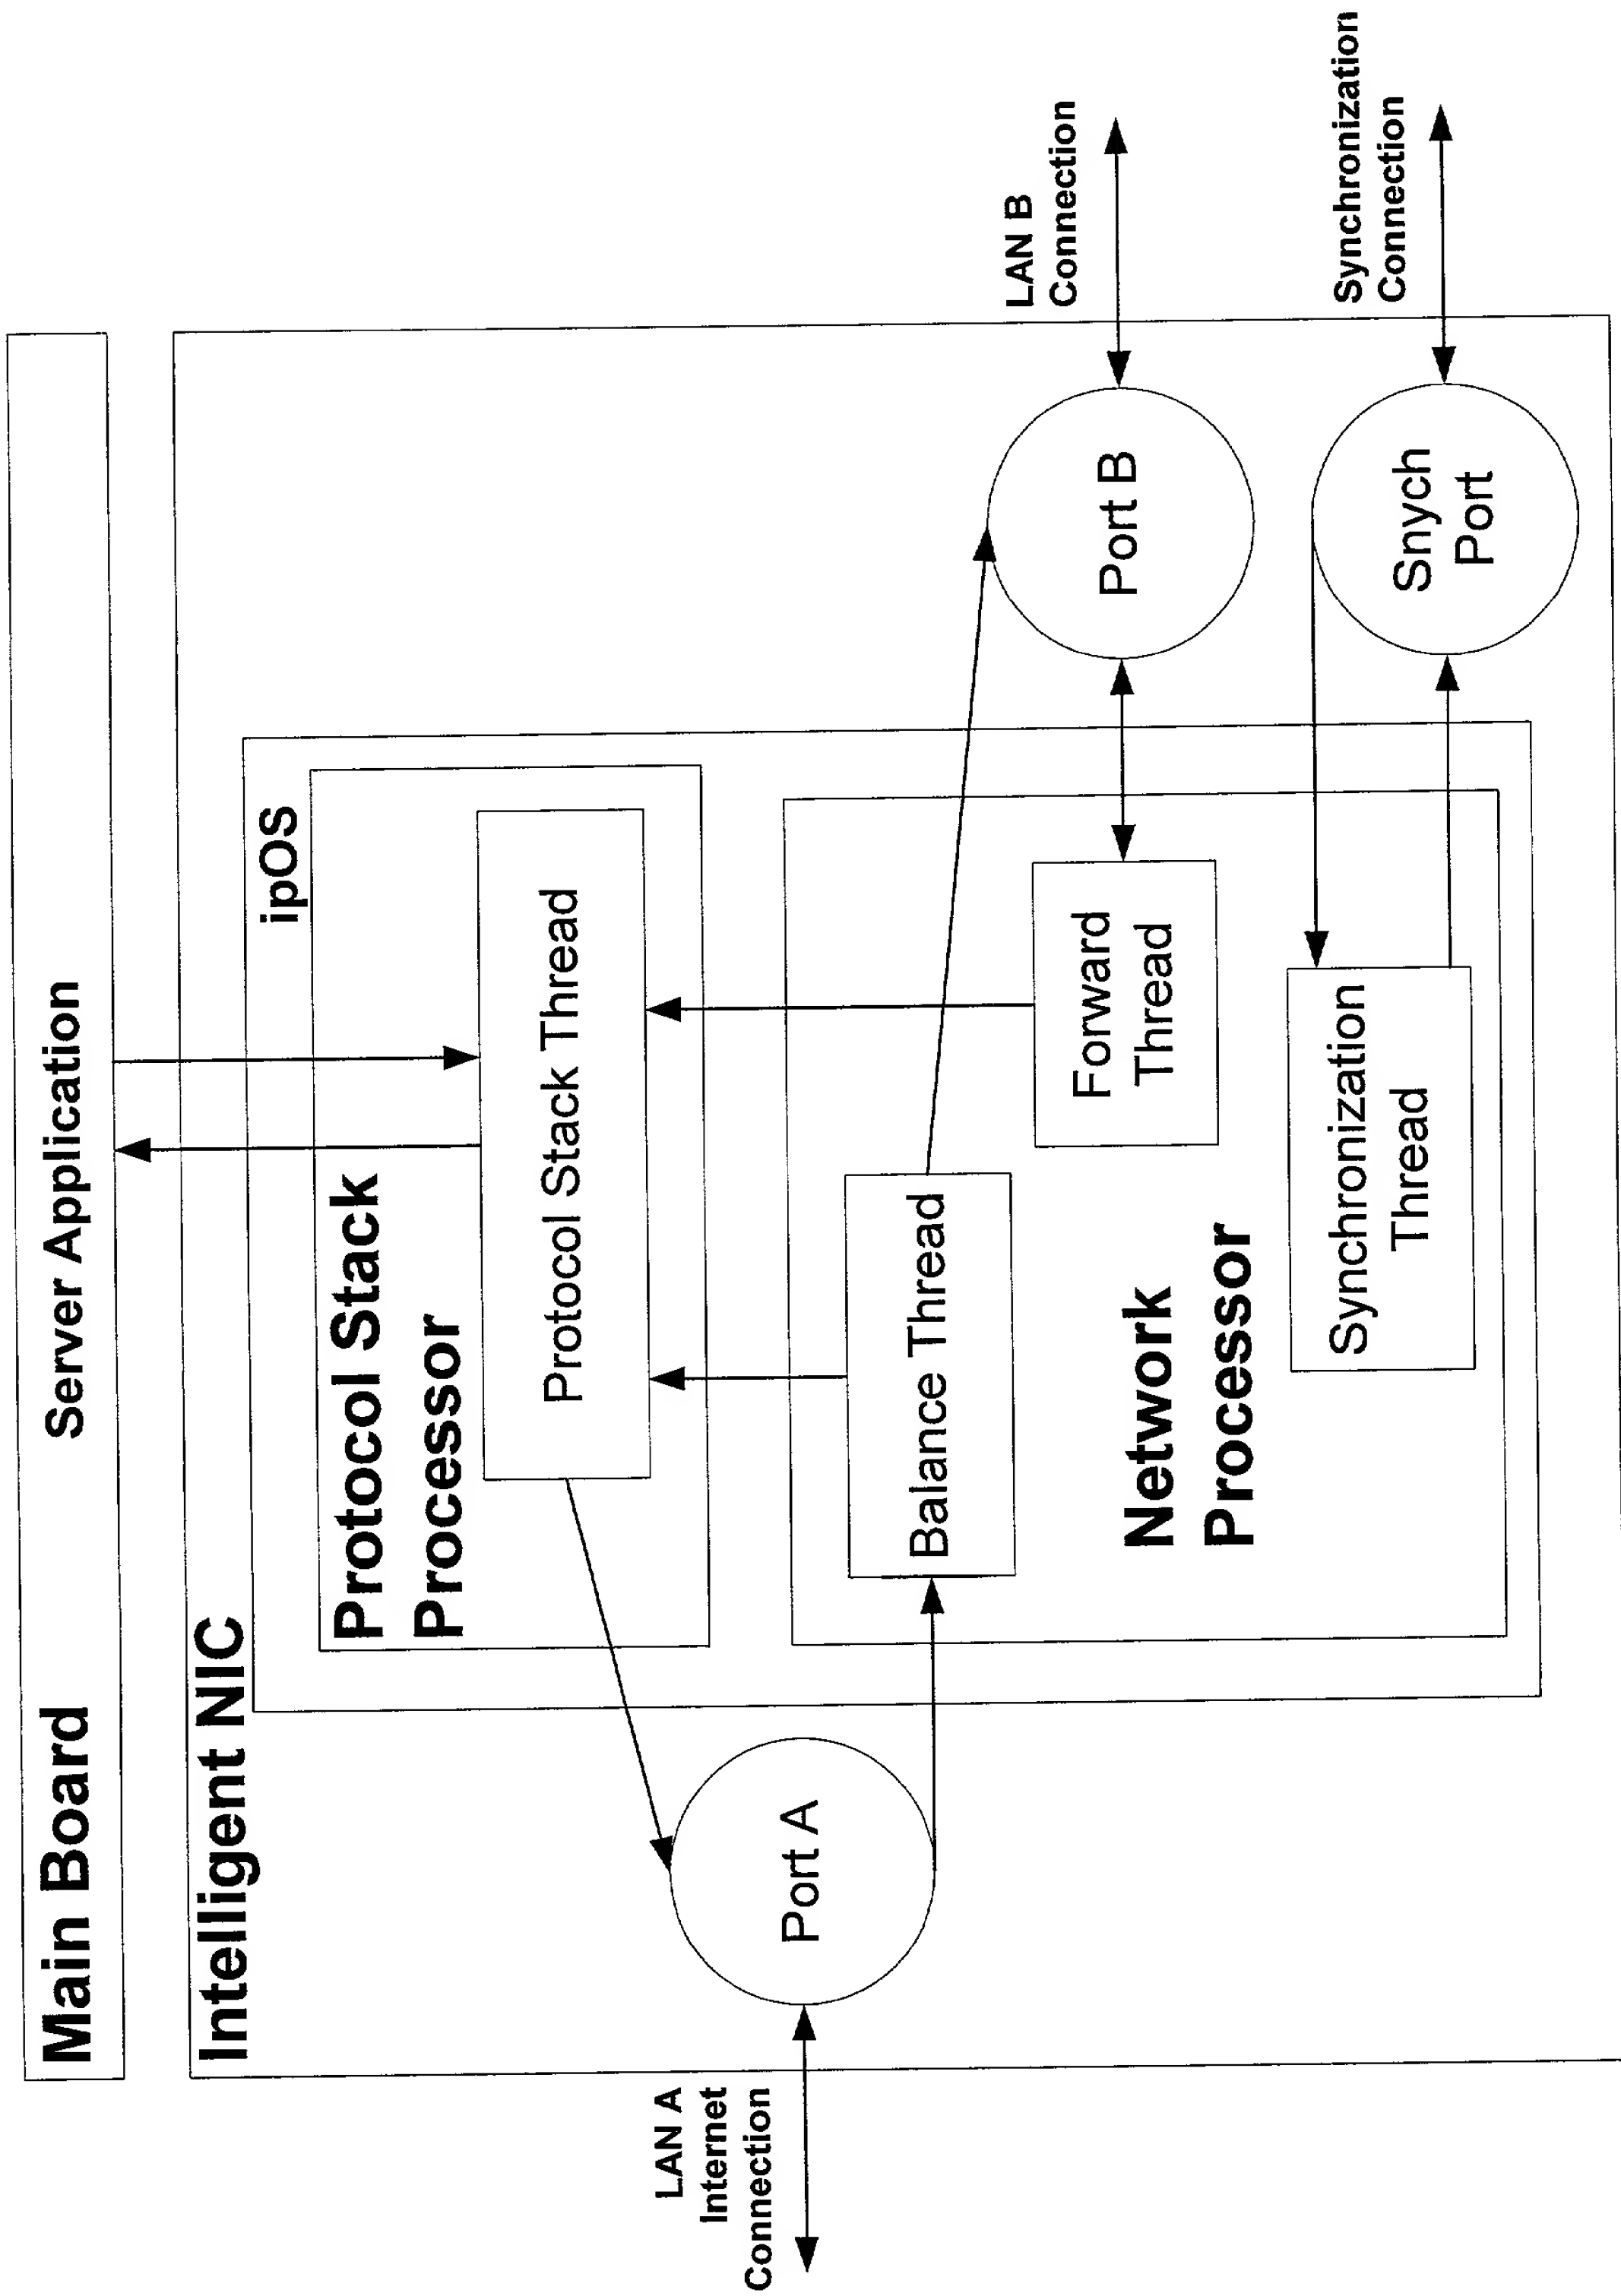 Main Board
Server Application
Intelligent NIC
ipOS
Protocol Stack
Processor
Protocol Stack Thread
LAN A
Internet
Connection
Port A
Balance Thread
Forward
Thread
Network
Processor
Synchronization
Thread
Port B
LAN B
Connection
Snych
Port
Synchronization
Connection